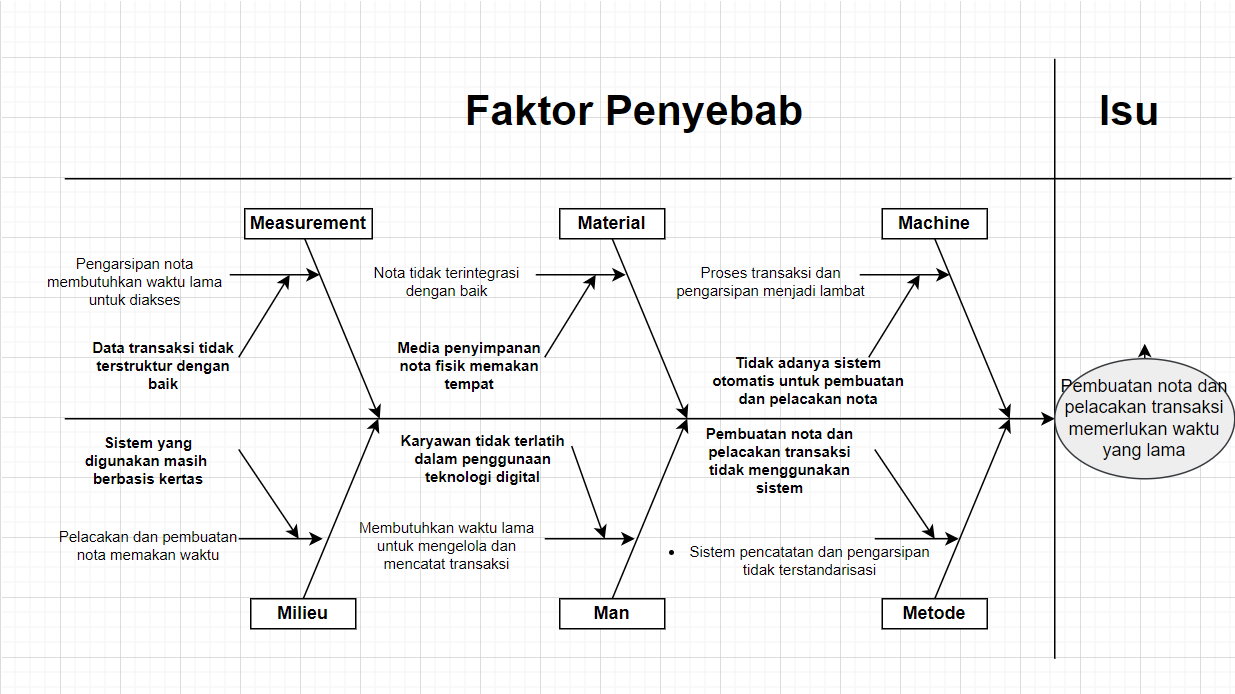 Faktor Penyebab
Isu
Measurement
Material
Machine
Pengarsipan nota
membutuhkan waktu lama
untuk diakses
Nota tidak terintegrasi
dengan baik
Proses transaksi dan
pengarsipan menjadi lambat
Data transaksi tidak
terstruktur dengan
baik
Media penyimpanan
nota fisik memakan
tempat
Tidak adanya sistem
otomatis untuk pembuatan
dan pelacakan nota
Pembuatan nota dan
pelacakan transaksi
memerlukan waktu
yang lama
Sistem yang
digunakan masih
berbasis kertas
Karyawan tidak terlatih
dalam penggunaan
teknologi digital
Pembuatan nota dan
pelacakan transaksi
tidak menggunakan
sistem
Pelacakan dan pembuatan
nota memakan waktu
Membutuhkan waktu lama
untuk mengelola dan
mencatat transaksi
• Sistem pencatatan dan pengarsipan
tidak terstandarisasi
Milieu
Man
Metode